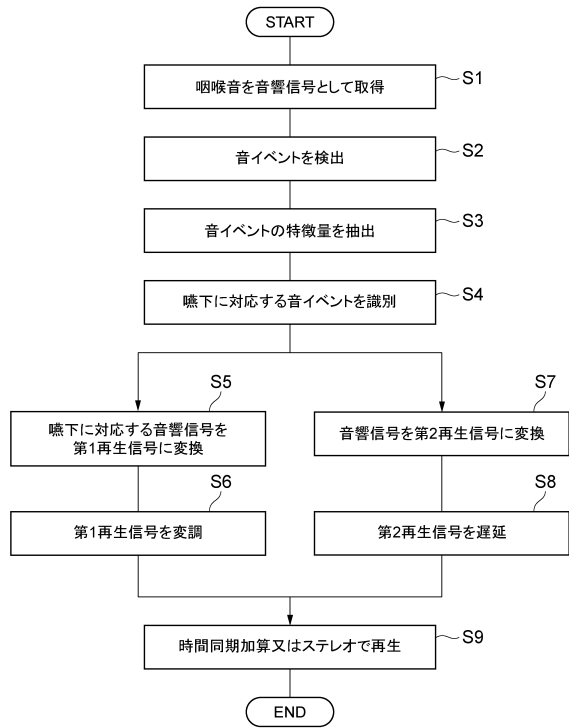 START
咽喉音を音響信号として取得
S1
音イベントを検出
S2
音イベントの特徴量を抽出
S3
嚥下に対応する音イベントを識別
S4
S5
嚥下に対応する音響信号を
第1再生信号に変換
S7
音響信号を第2再生信号に変換
S6
第1再生信号を変調
S8
第2再生信号を遅延
時間同期加算又はステレオで再生
S9
END